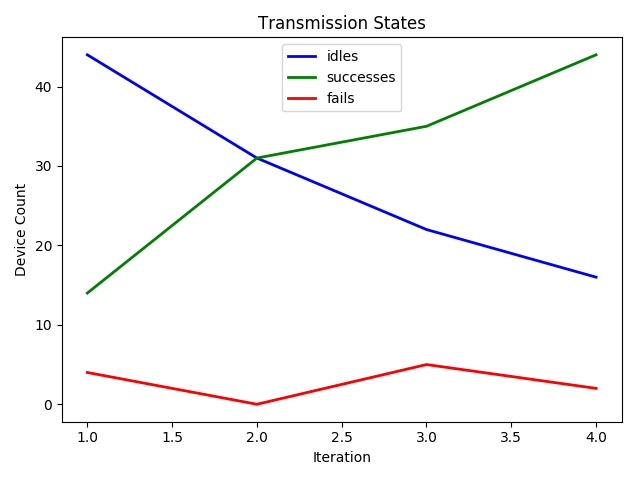 Transmission States
idles
successes
fails
Device Count
40
30
20
10
0
1.0 1.5 2.0 2.5 3.0 3.5 4.0
Iteration